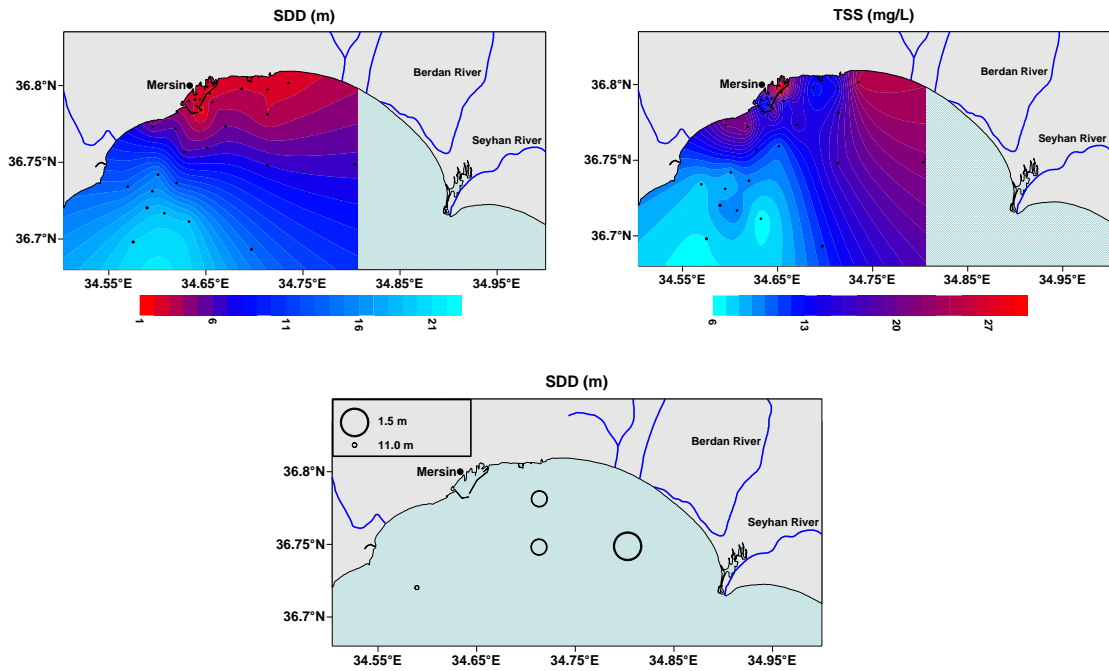 SDD (m)
36.8°N
36.75°N
36.7°N
Mersin
Berdan River
Seyhan River
34.55°E 34.65°E 34.75°E 34.85°E 34.95°E
1 6 11 16 21
TSS (mg/L)
36.8°N
36.75°N
36.7°N
Mersin
Berdan River
Seyhan River
34.55°E 34.65°E 34.75°E 34.85°E 34.95°E
6 13 20 27
SDD (m)
1.5 m
11.0 m
36.8°N
36.75°N
36.7°N
Mersin
Berdan River
Seyhan River
34.55°E 34.65°E 34.75°E 34.85°E 34.95°E